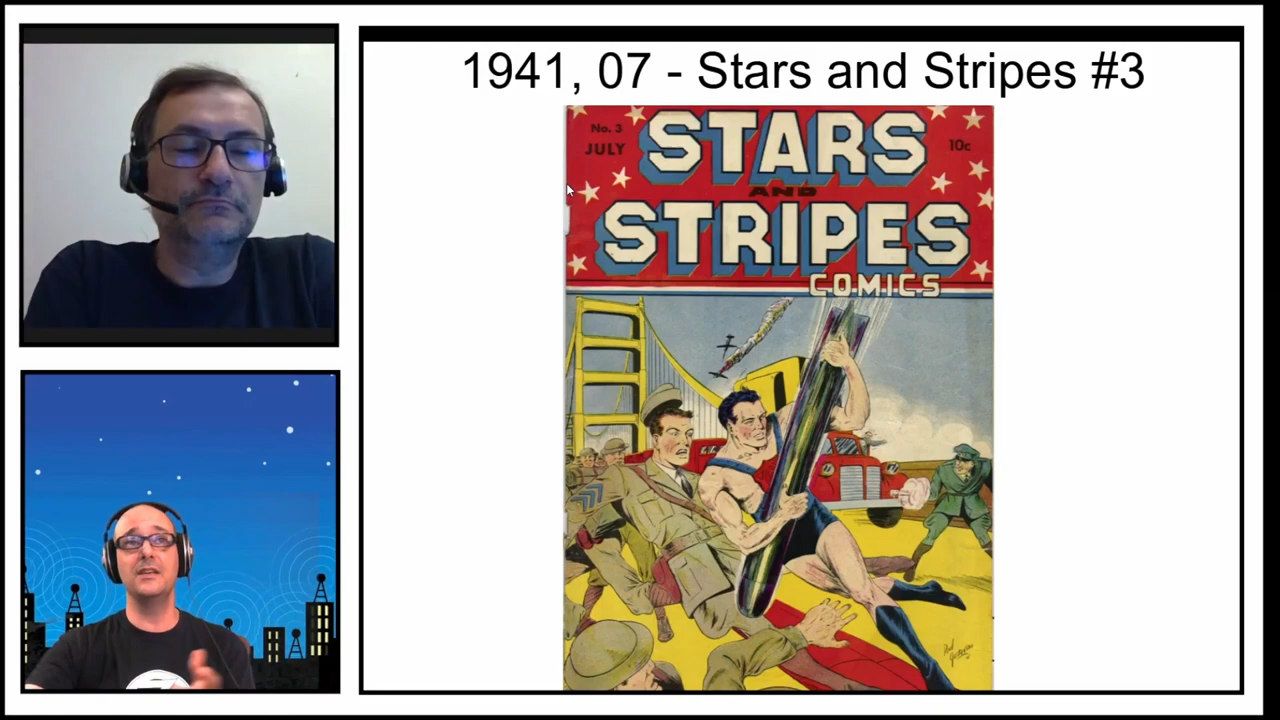 1941, 07 - Stars and Stripes #3
No. 3
JULY
STARS
10c
AND
STRIPES
COMICS